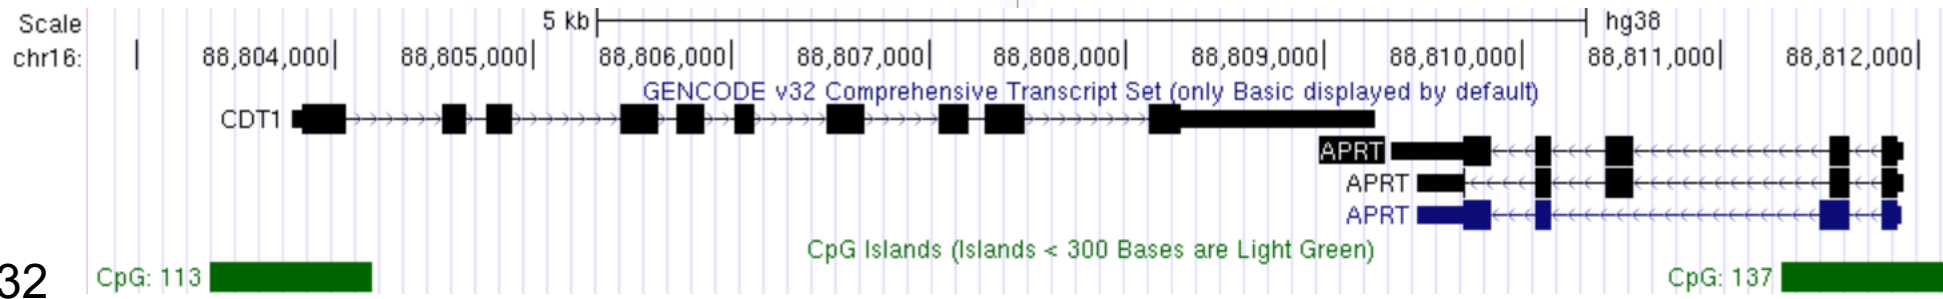 Scale 5 kb hg38
chr16: 88,804,000 88,805,000 88,806,000 88,807,000 88,808,000 88,809,000 88,810,000 88,811,000 88,812,000
GENCODE v32 Comprehensive Transcript Set (only Basic displayed by default)
CDT1
APRT
APRT
APRT
CpG Islands (Islands < 300 Bases are Light Green)
32 CpG: 113 CpG: 137